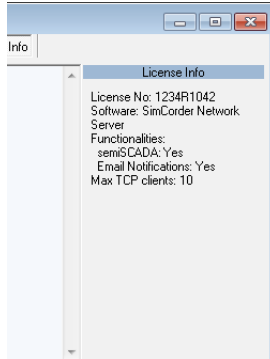 Info
License Info
License No: 1234R1042
Software: SimCorder Network
Server
Functionalities:
semiSCADA: Yes
Email Notifications: Yes
Max TCP clients: 10